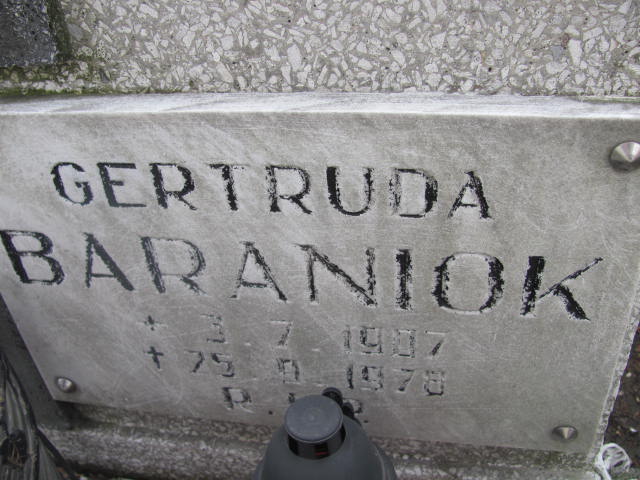 GERTRUDA
BARANIOK
* 3.7.1907
1978
R.I.P.